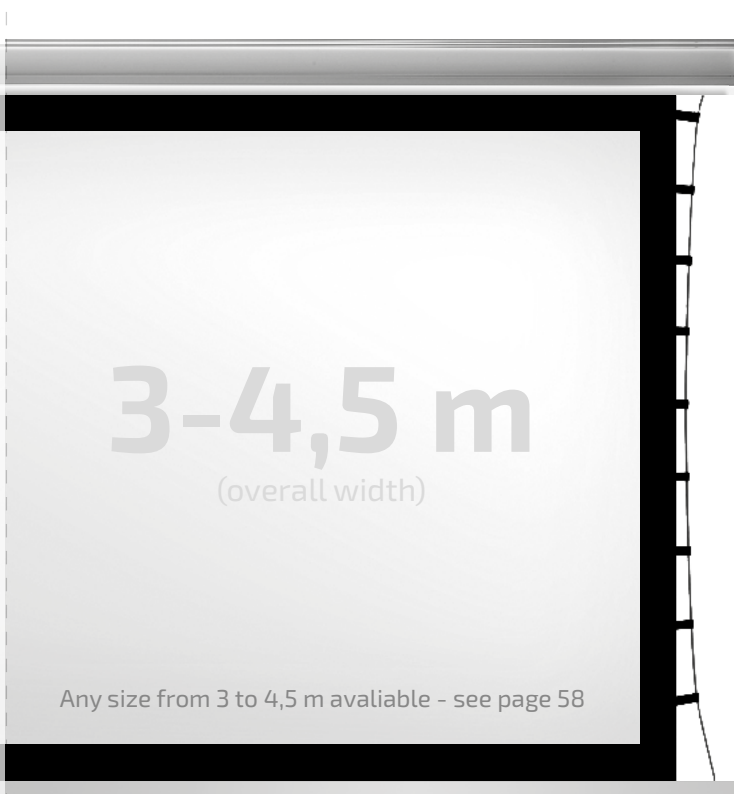 3-4,5 m
(overall width)
Any size from 3 to 4,5 m avaliable - see page 58